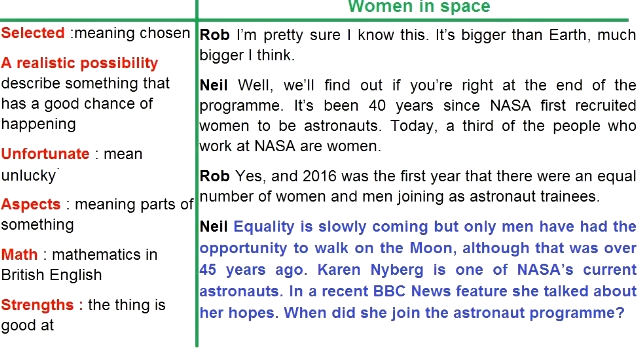 Women in space
Selected :meaning chosen
A realistic possibility
describe something that
has a good chance of
happening
Unfortunate : mean
unlucky
Aspects : meaning parts of
something
Math : mathematics in
British English
Strengths : the thing is
good at
Rob I’m pretty sure I know this. It’s bigger than Earth, much
bigger I think.
Neil Well, we’ll find out if you’re right at the end of the
programme. It’s been 40 years since NASA first recruited
women to be astronauts. Today, a third of the people who
work at NASA are women.
Rob Yes, and 2016 was the first year that there were an equal
number of women and men joining as astronaut trainees.
Neil Equality is slowly coming but only men have had the
opportunity to walk on the Moon, although that was over
45 years ago. Karen Nyberg is one of NASA’s current
astronauts. In a recent BBC News feature she talked about
her hopes. When did she join the astronaut programme?